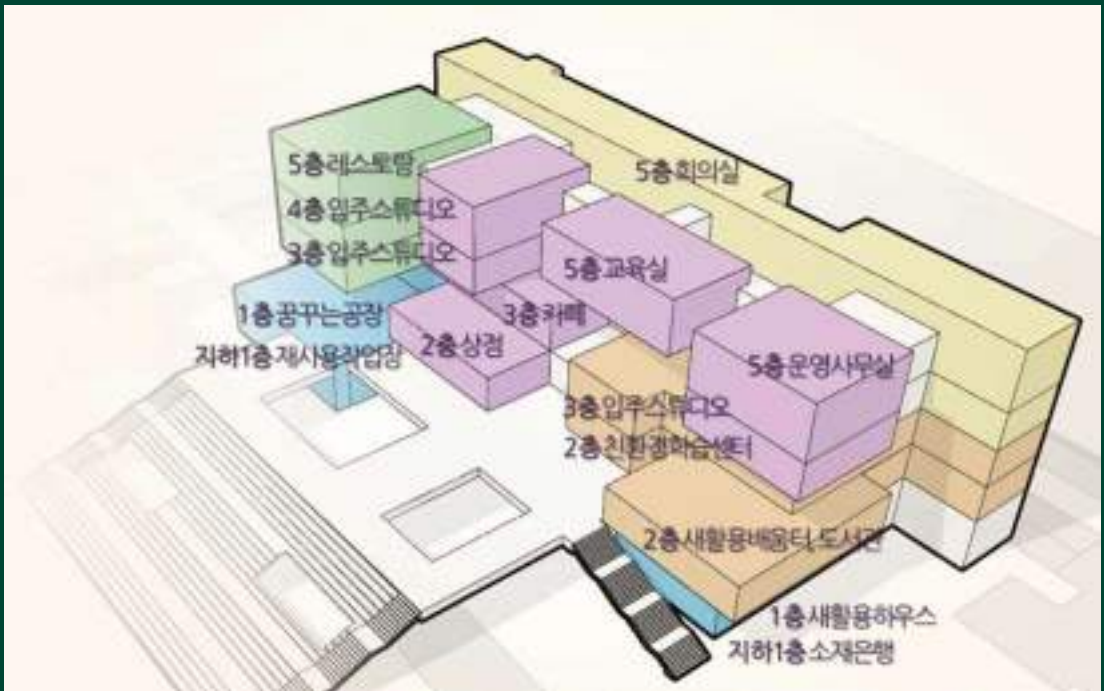 5층 레스토랑
4층 입주스튜디오
3층 입주스튜디오
1층 꿈꾸는공장
지하1층 재사용작업장
2층 상점
3층 카페
5층 회의실
5층 교육실
5층 운영사무실
3층 입주스튜디오
2층 친환경학습센터
2층 새활용배움터, 도서관
1층 새활용하우스
지하1층 소재은행